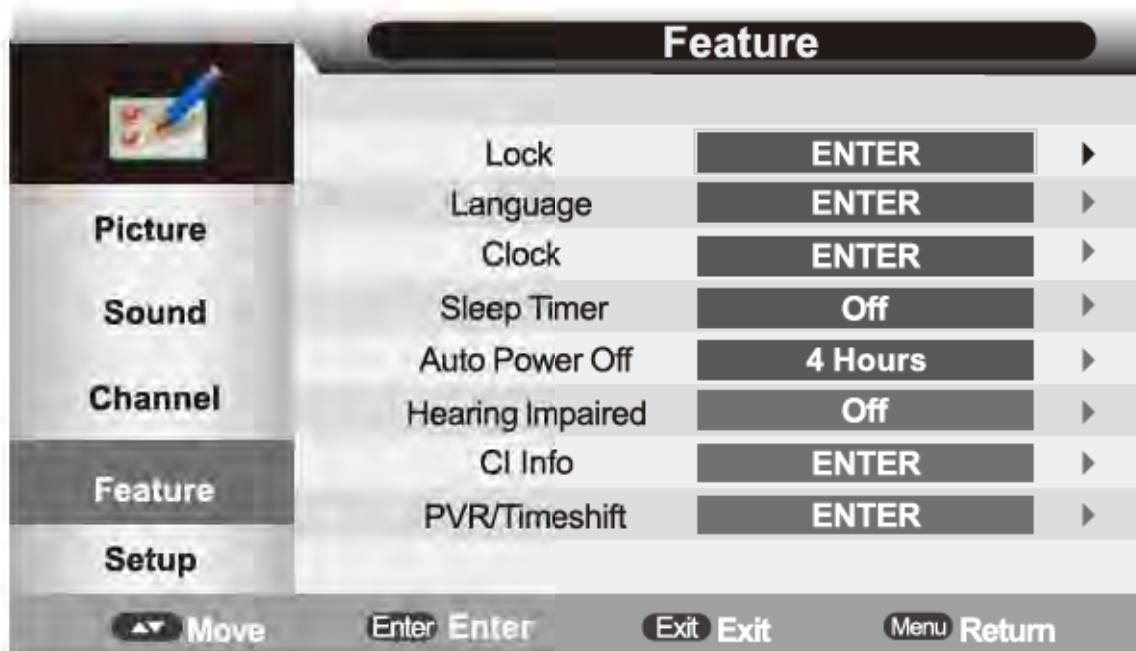 Feature
Picture
Sound
Channel
Feature
Setup
Lock ENTER
Language ENTER
Clock ENTER
Sleep Timer Off
Auto Power Off 4 Hours
Hearing Impaired Off
CI Info ENTER
PVR/Timeshift ENTER
Move Enter Enter Exit Exit Menu Return